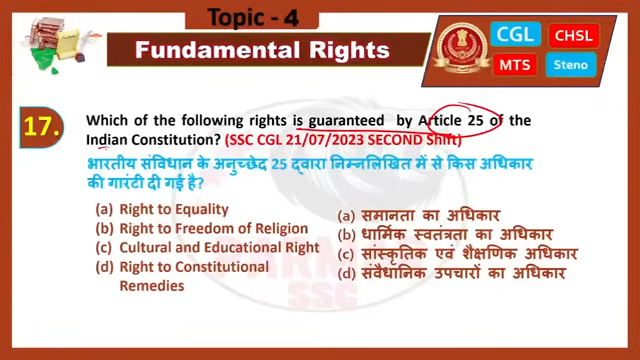 Topic - 4
Fundamental Rights
CGL
CHSL
MTS
Steno
17.
Which of the following rights is guaranteed by Article 25 of the
Indian Constitution? (SSC CGL 21/07/2023 SECOND Shift)
भारतीय संविधान के अनुच्छेद 25 द्वारा निम्नलिखित में से किस अधिकार
की गारंटी दी गई है?
(a) Right to Equality
(b) Right to Freedom of Religion
(c) Cultural and Educational Right
(d) Right to Constitutional
Remedies
(a) समानता का अधिकार
(b) धार्मिक स्वतंत्रता का अधिकार
(c) सांस्कृतिक एवं शैक्षणिक अधिकार
(d) संवैधानिक उपचारों का अधिकार
SSC